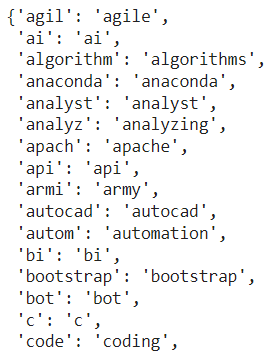 {'agil': 'agile',
'ai': 'ai',
'algorithm': 'algorithms',
'anaconda': 'anaconda',
'analyst': 'analyst',
'analyz': 'analyzing',
'apach': 'apache',
'api': 'api',
'armi': 'army',
'autocad': 'autocad',
'autom': 'automation',
'bi': 'bi',
'bootstrap': 'bootstrap',
'bot': 'bot',
'c': 'c',
'code': 'coding',